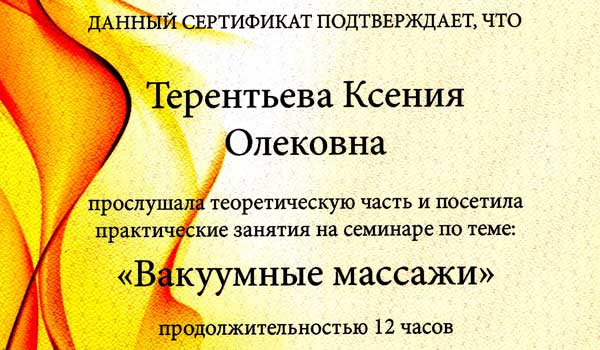 ДАННЫЙ СЕРТИФИКАТ ПОДТВЕРЖДАЕТ, ЧТО
Терентьева Ксения
Олековна
прослушала теоретическую часть и посетила
практические занятия на семинаре по теме:
«Вакуумные массажи»
продолжительностью 12 часов